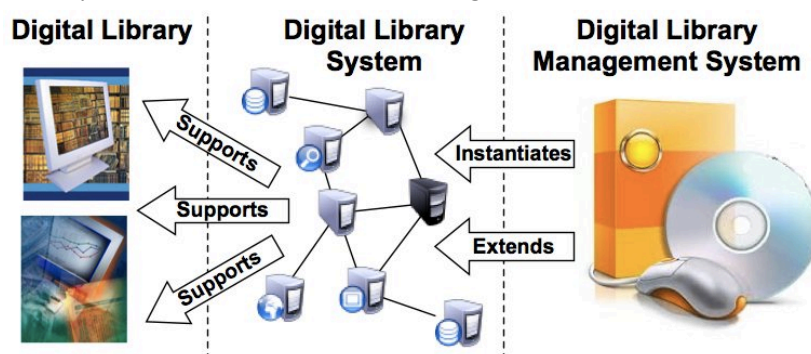 Digital Library
Digital Library
System
Digital Library
Management System
Supports
Supports
Supports
Instantiates
Extends